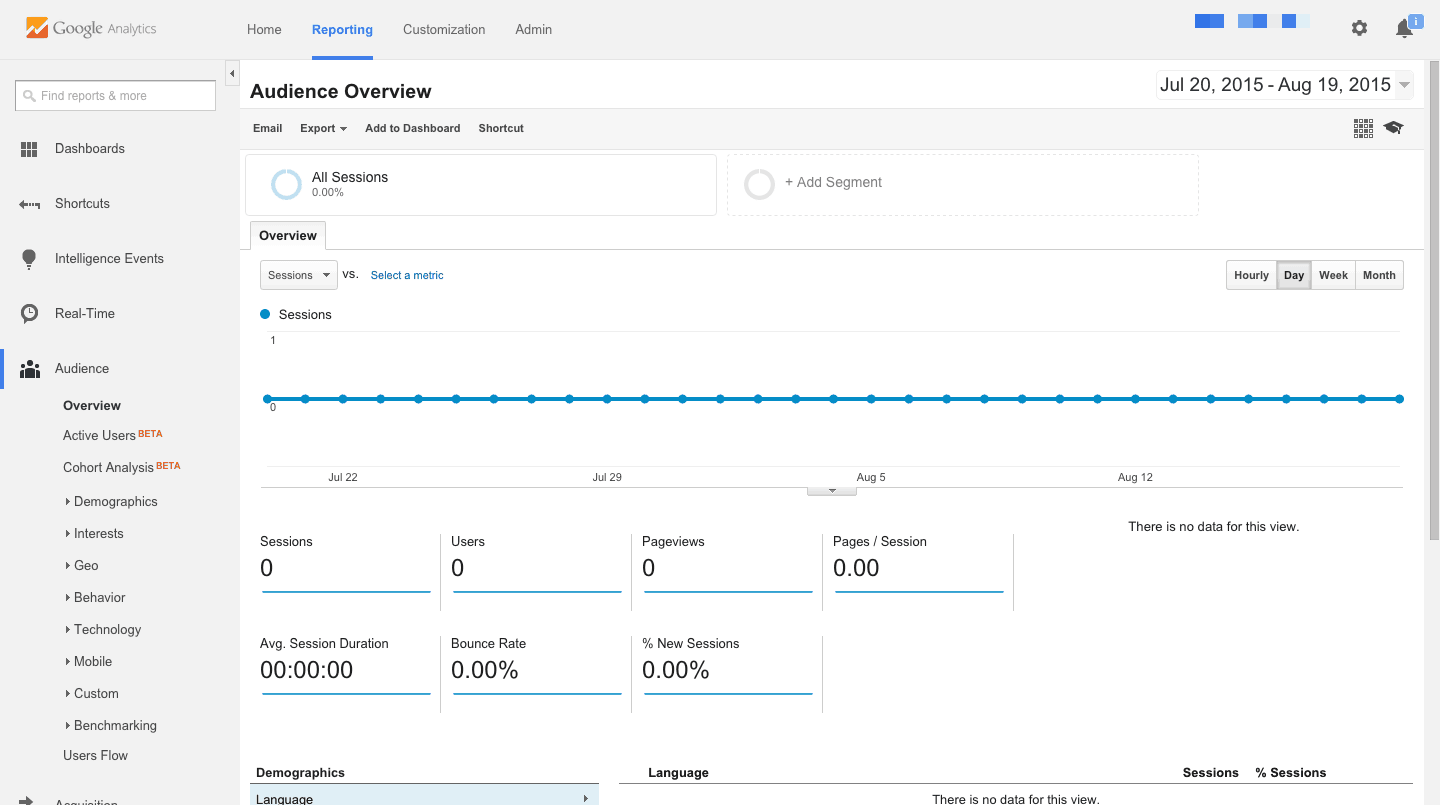 Google Analytics
Home Reporting Customization Admin
i
Find reports & more
Dashboards
Shortcuts
Intelligence Events
Real-Time
Audience
Overview
Active Users BETA
Cohort Analysis BETA
Demographics
Interests
Geo
Behavior
Technology
Mobile
Custom
Benchmarking
Users Flow
Acquisition
Audience Overview
Jul 20, 2015 - Aug 19, 2015
Email Export Add to Dashboard Shortcut
All Sessions
0.00%
+ Add Segment
Overview
Sessions VS. Select a metric
Hourly Day Week Month
Sessions
1
0
Jul 22 Jul 29 Aug 5 Aug 12
There is no data for this view.
Sessions Users Pageviews Pages / Session
0 0 0 0.00
Avg. Session Duration Bounce Rate % New Sessions
00:00:00 0.00% 0.00%
Demographics Language Sessions % Sessions
Language There is no data for this view.